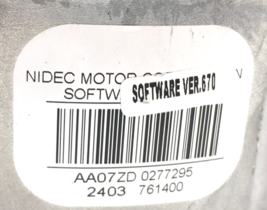 NIDEC MOTOR
SOFTW
SOFTWARE VER.670
AA07ZD 0277295
2403 761400